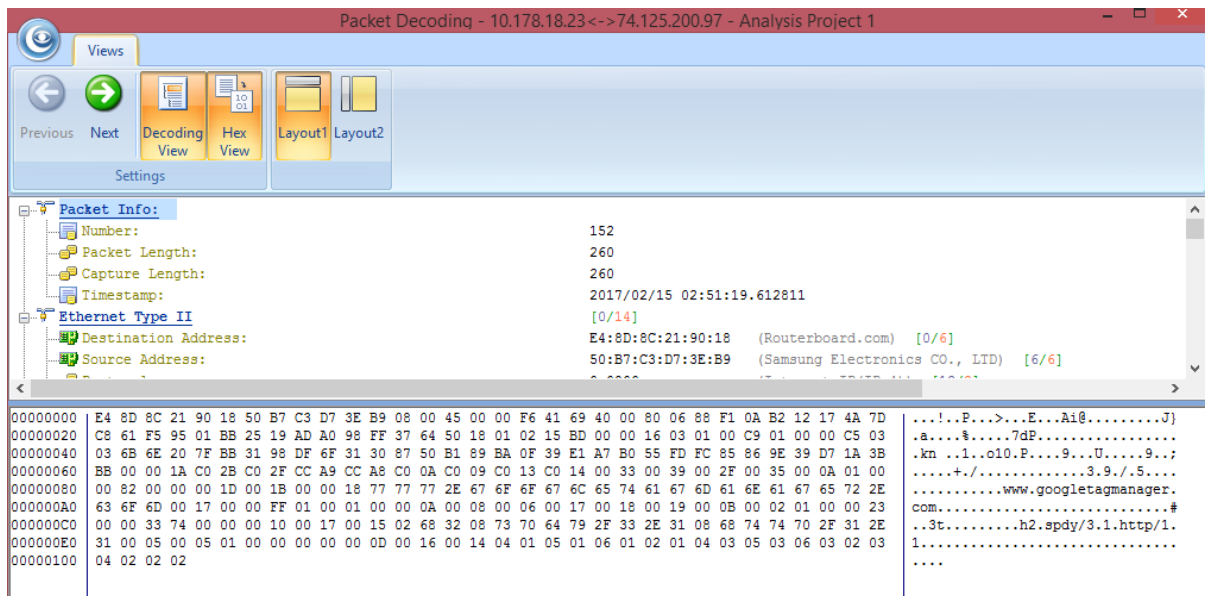 Packet Decoding - 10.178.18.23<->74.125.200.97 - Analysis Project 1
Views
Previous Next Decoding View Hex View Layout1 Layout2
Settings
Packet Info:
Number: 152
Packet Length: 260
Capture Length: 260
Timestamp: 2017/02/15 02:51:19.612811
Ethernet Type II [0/14]
Destination Address: E4:8D:8C:21:90:18 (Routerboard.com) [0/6]
Source Address: 50:B7:C3:D7:3E:B9 (Samsung Electronics CO., LTD) [6/6]
00000000 E4 8D 8C 21 90 18 50 B7 C3 D7 3E B9 08 00 45 00 00 F6 41 69 40 00 80 06 88 F1 0A B2 12 17 4A 7D ...!..P...>...E...Ai@.........J}
00000020 C8 61 F5 95 01 BB 25 19 AD A0 98 FF 37 64 50 18 01 02 15 BD 00 00 16 03 01 00 C9 01 00 00 C5 03 .a....%.....7dP.................
00000040 03 6B 6E 20 7F BB 31 98 DF 6F 31 30 87 50 B1 89 BA 0F 39 E1 A7 B0 55 FD FC 85 86 9E 39 D7 1A 3B .kn ..1..o10.P....9...U.....9..;
00000060 BB 00 00 1A C0 2B C0 2F CC A9 CC A8 C0 0A C0 09 C0 13 C0 14 00 33 00 39 00 2F 00 35 00 0A 01 00 .....+./.............3.9./.5....
00000080 00 82 00 00 00 1D 00 1B 00 00 18 77 77 77 2E 67 6F 6F 67 6C 65 74 61 67 6D 61 6E 61 67 65 72 2E ...........www.googletagmanager.
000000A0 63 6F 6D 00 17 00 00 FF 01 00 01 00 00 0A 00 08 00 06 00 17 00 18 00 19 00 0B 00 02 01 00 00 23 com............................#
000000C0 00 00 33 74 00 00 00 10 00 17 00 15 02 68 32 08 73 70 64 79 2F 33 2E 31 08 68 74 74 70 2F 31 2E ..3t.........h2.spdy/3.1.http/1.
000000E0 31 00 05 00 05 01 00 00 00 00 00 0D 00 16 00 14 04 01 05 01 06 01 02 01 04 03 05 03 06 03 02 03 1...............................
00000100 04 02 02 02 ....